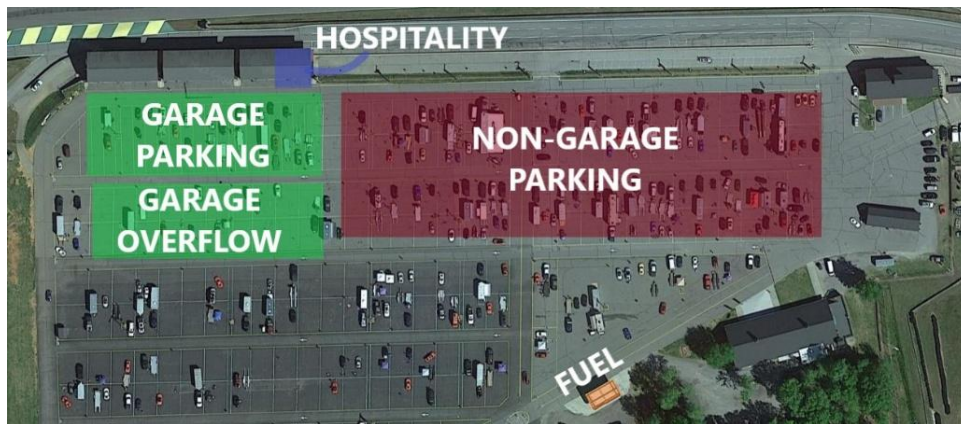 HOSPITALITY
GARAGE
PARKING
NON-GARAGE
PARKING
GARAGE
OVERFLOW
FUEL